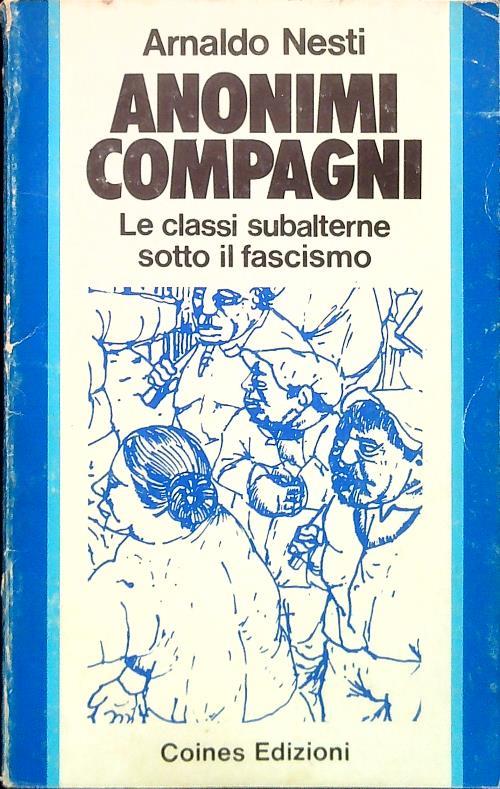 Arnaldo Nesti
ANONIMI
COMPAGNI
Le classi subalterne
sotto il fascismo
Coines Edizioni